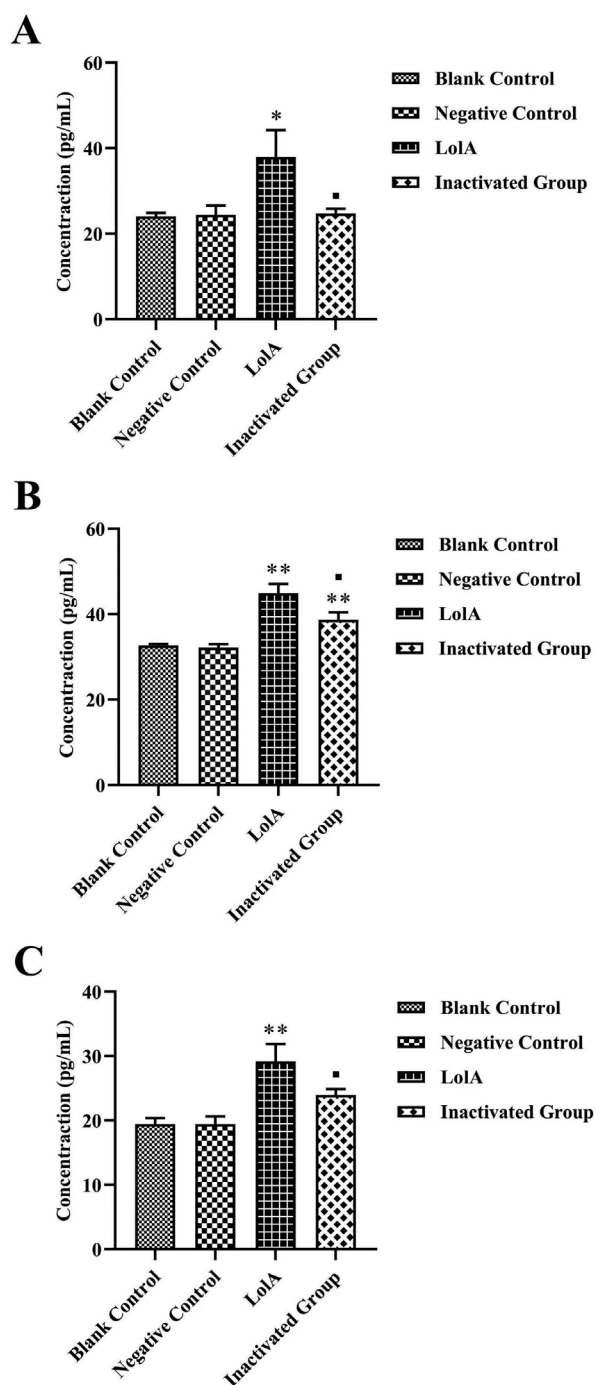 A
Concentraction (pg/mL)
60
40
20
0
*
▪
Blank Control
Negative Control
LolA
Inactivated Group
Blank Control
Negative Control
LolA
Inactivated Group
B
Concentraction (pg/mL)
60
40
20
0
**
▪
**
Blank Control
Negative Control
LolA
Inactivated Group
Blank Control
Negative Control
LolA
Inactivated Group
C
Concentraction (pg/mL)
40
30
20
10
0
**
▪
Blank Control
Negative Control
LolA
Inactivated Group
Blank Control
Negative Control
LolA
Inactivated Group